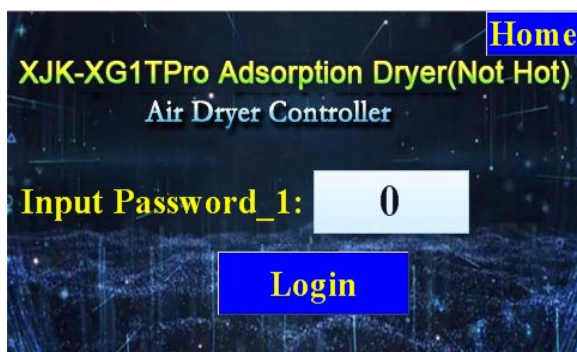 Home
XJK-XG1TPro Adsorption Dryer(Not Hot)
Air Dryer Controller
Input Password_1: 0
Login